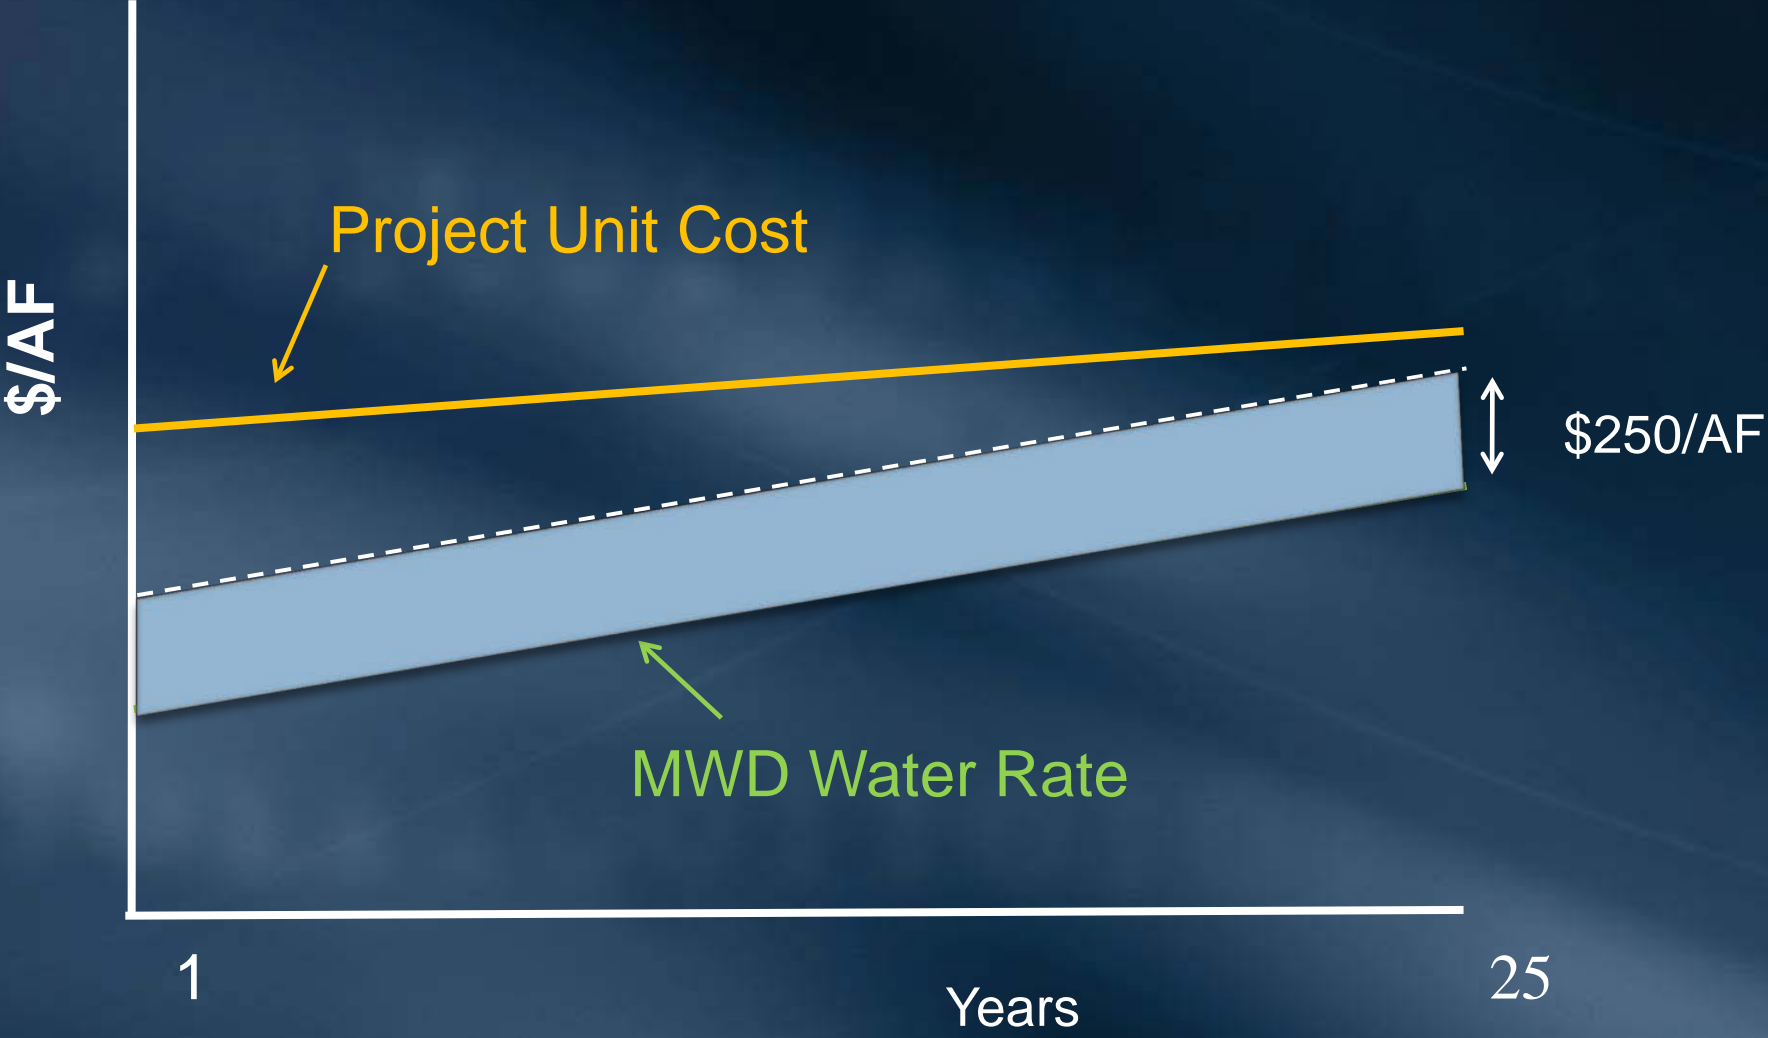 Project Unit Cost
$/AF
$250/AF
MWD Water Rate
1
25
Years